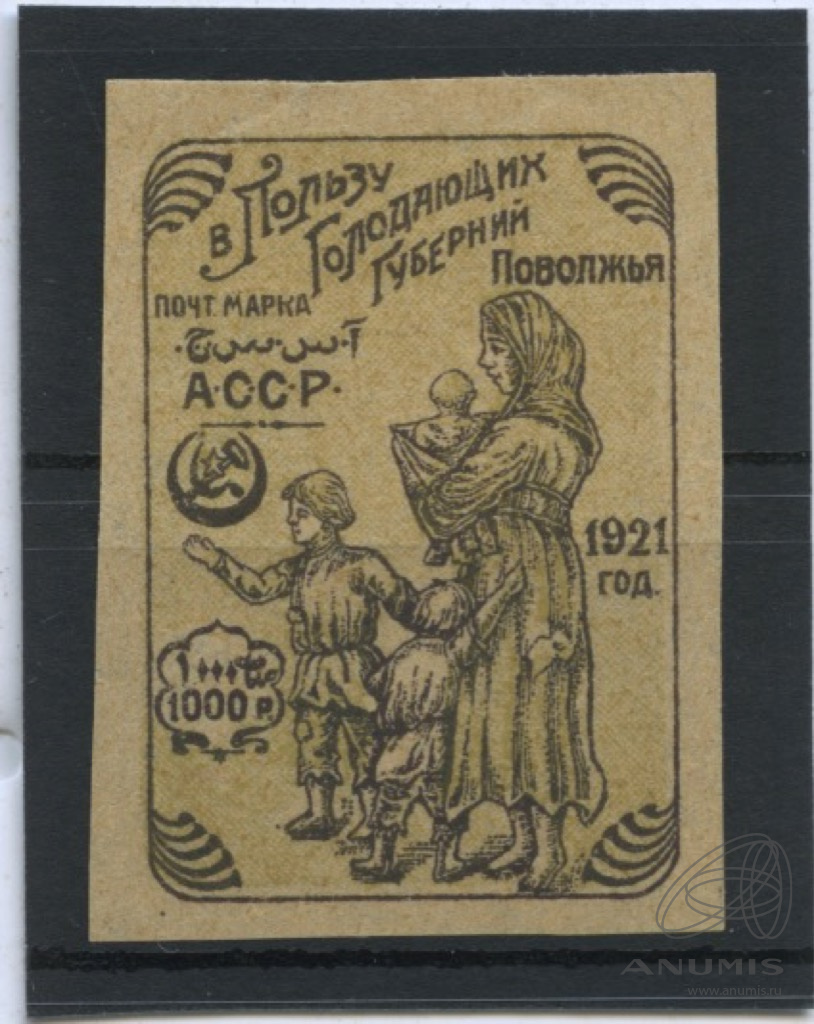 В Пользу
Голодающих
Губерний
Поволжья
ПОЧТ. МАРКА
А·С·С·Р·
1921
ГОД.
1000 Р.
ANUMIS
www.anumis.ru